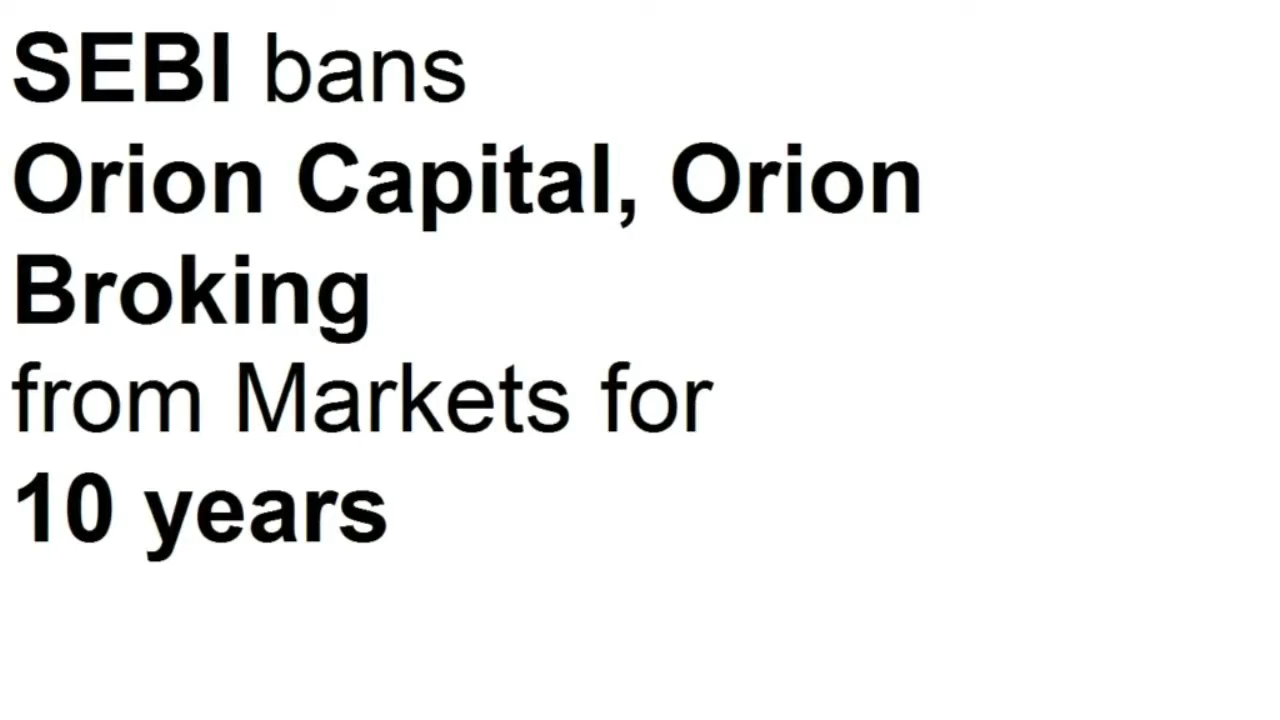 SEBI bans
Orion Capital, Orion
Broking
from Markets for
10 years